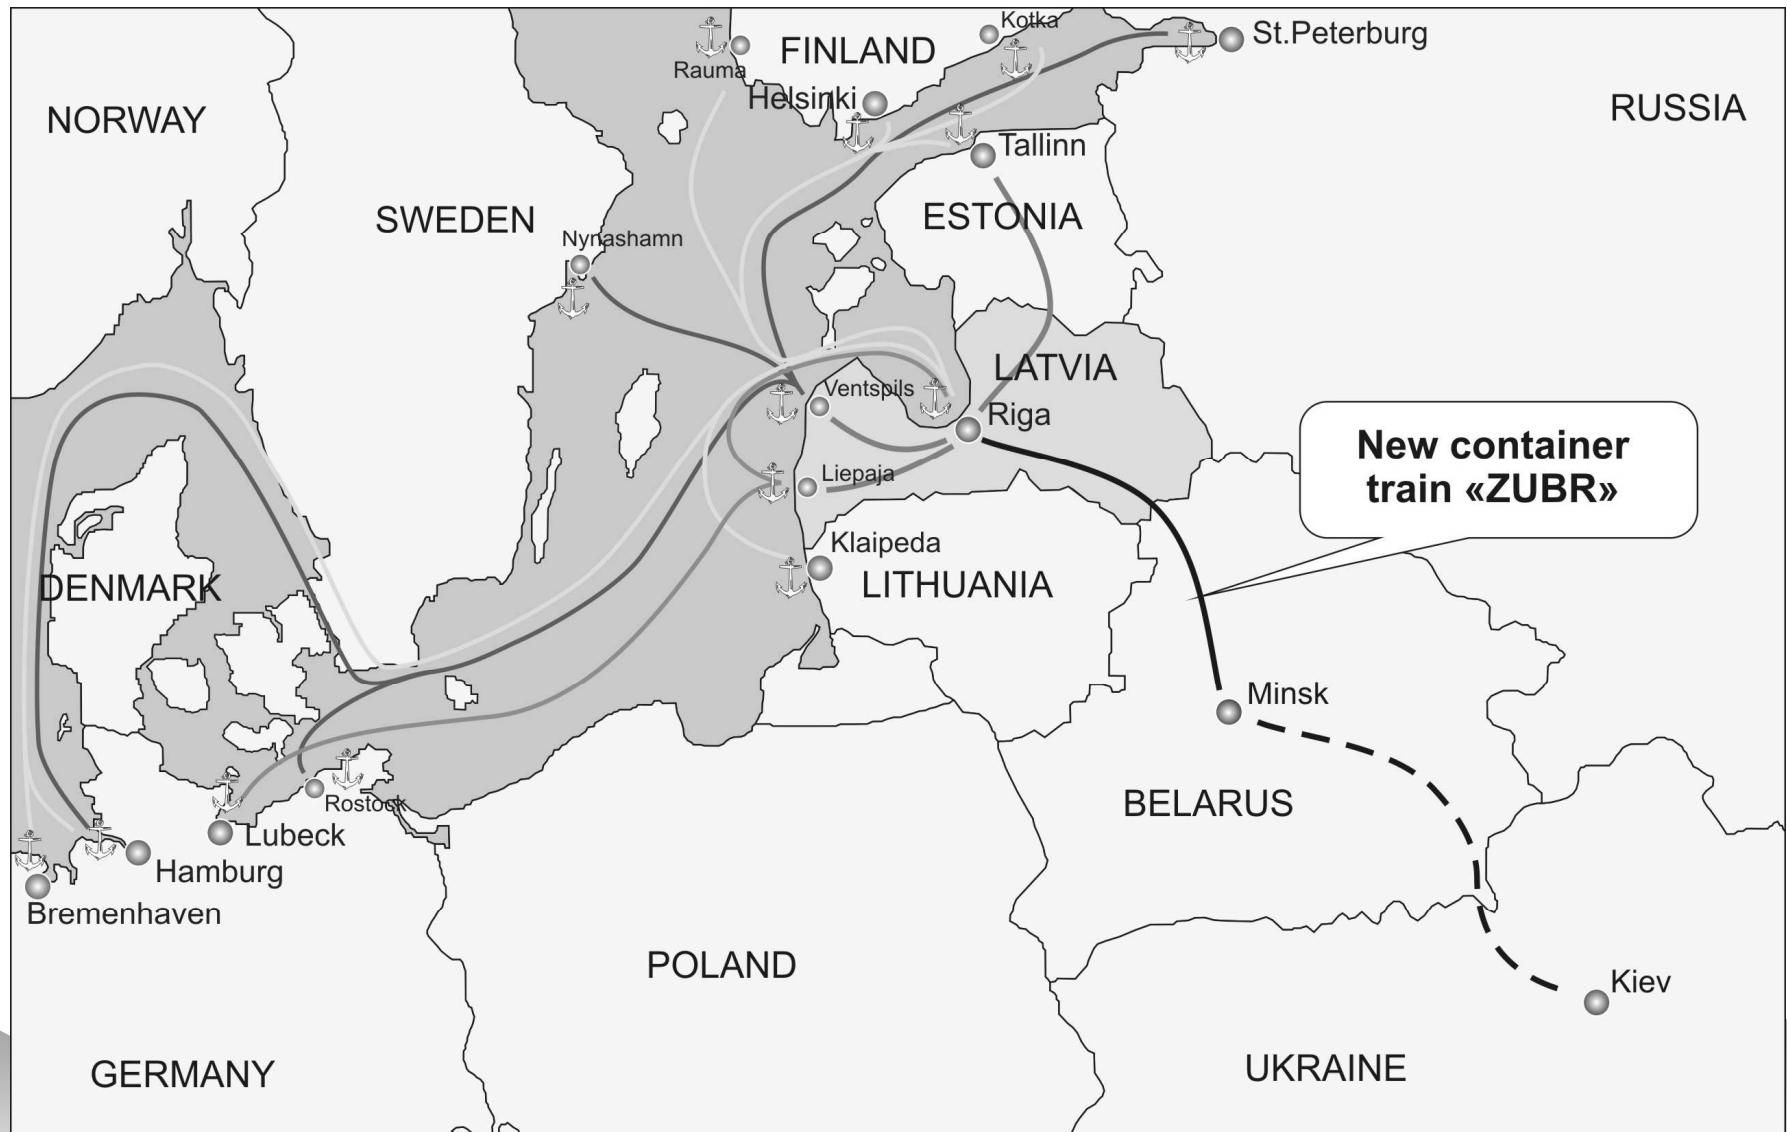 Kotka
St.Peterburg
FINLAND
Rauma
Helsinki
NORWAY
RUSSIA
Tallinn
SWEDEN
ESTONIA
Nynashamn
LATVIA
Ventspils
Riga
New container
train «ZUBR»
Liepaja
Klaipeda
DENMARK
LITHUANIA
Minsk
Rostock
BELARUS
Lubeck
Hamburg
Bremenhaven
POLAND
Kiev
GERMANY
UKRAINE